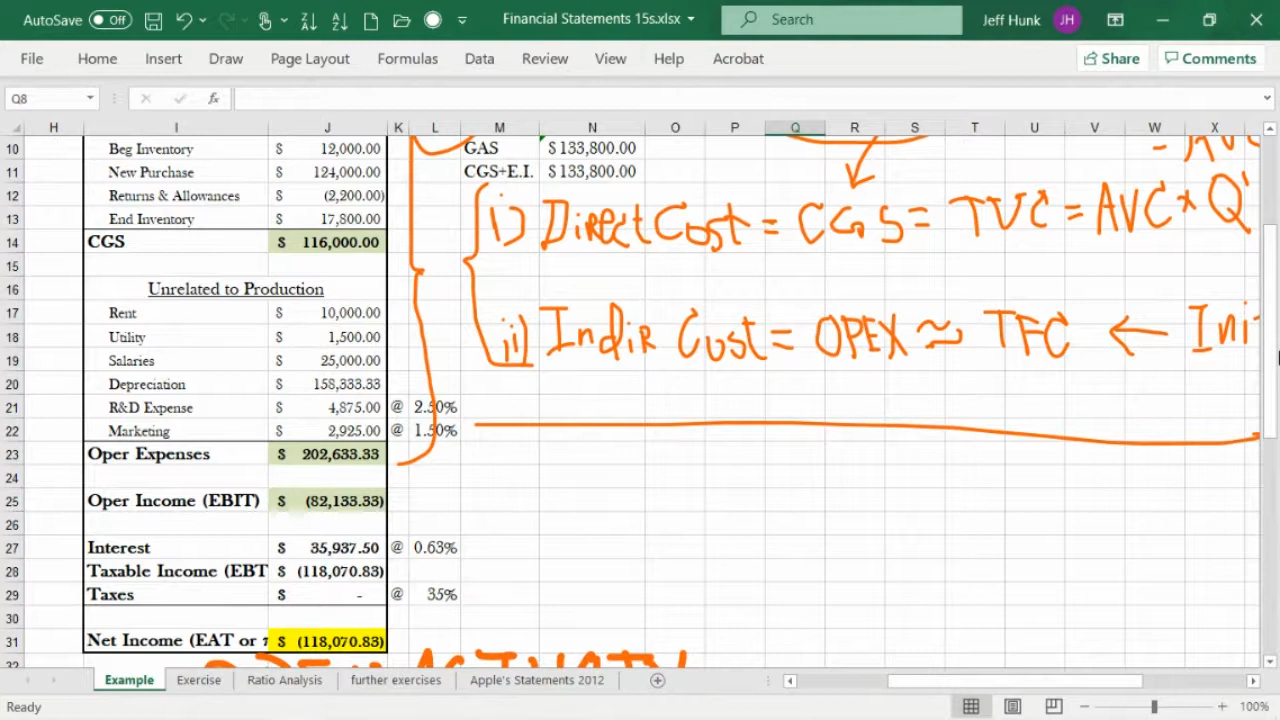 AutoSave Off Financial Statements 15s.xlsx Search Jeff Hunk JH
File Home Insert Draw Page Layout Formulas Data Review View Help Acrobat Share Comments
Q8 fx
H I J K L M N O P Q R S T U V W X
10 Beg Inventory $ 12,000.00 GAS $ 133,800.00
11 New Purchase $ 124,000.00 CGS+E.I. $ 133,800.00
12 Returns & Allowances $ (2,200.00)
13 End Inventory $ 17,800.00
- AVC
i) Direct Cost = CGS = TVC = AVC × Q
14 CGS $ 116,000.00
15
16 Unrelated to Production
17 Rent $ 10,000.00
18 Utility $ 1,500.00
ii) Indir Cost = OPEX ≃ TFC ← Ini
19 Salaries $ 25,000.00
20 Depreciation $ 158,333.33
21 R&D Expense $ 4,875.00 @ 2.50%
22 Marketing $ 2,925.00 @ 1.50%
23 Oper Expenses $ 202,633.33
24
25 Oper Income (EBIT) $ (82,133.33)
26
27 Interest $ 35,937.50 @ 0.63%
28 Taxable Income (EBT $ (118,070.83)
29 Taxes $ - @ 35%
30
31 Net Income (EAT or $ (118,070.83)
32
Example Exercise Ratio Analysis further exercises Apple's Statements 2012
Ready 100%